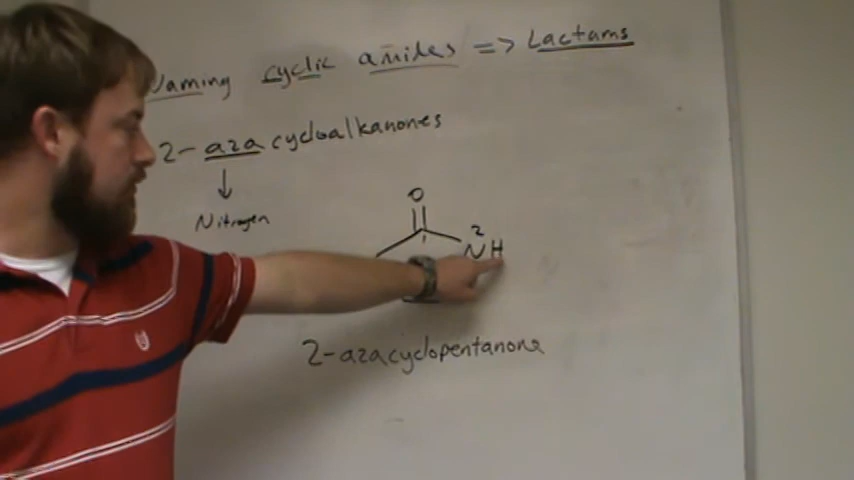 Naming cyclic amides => Lactams
2-azacycloalkanones
Nitrogen
O
1
2
NH
2-azacyclopentanone